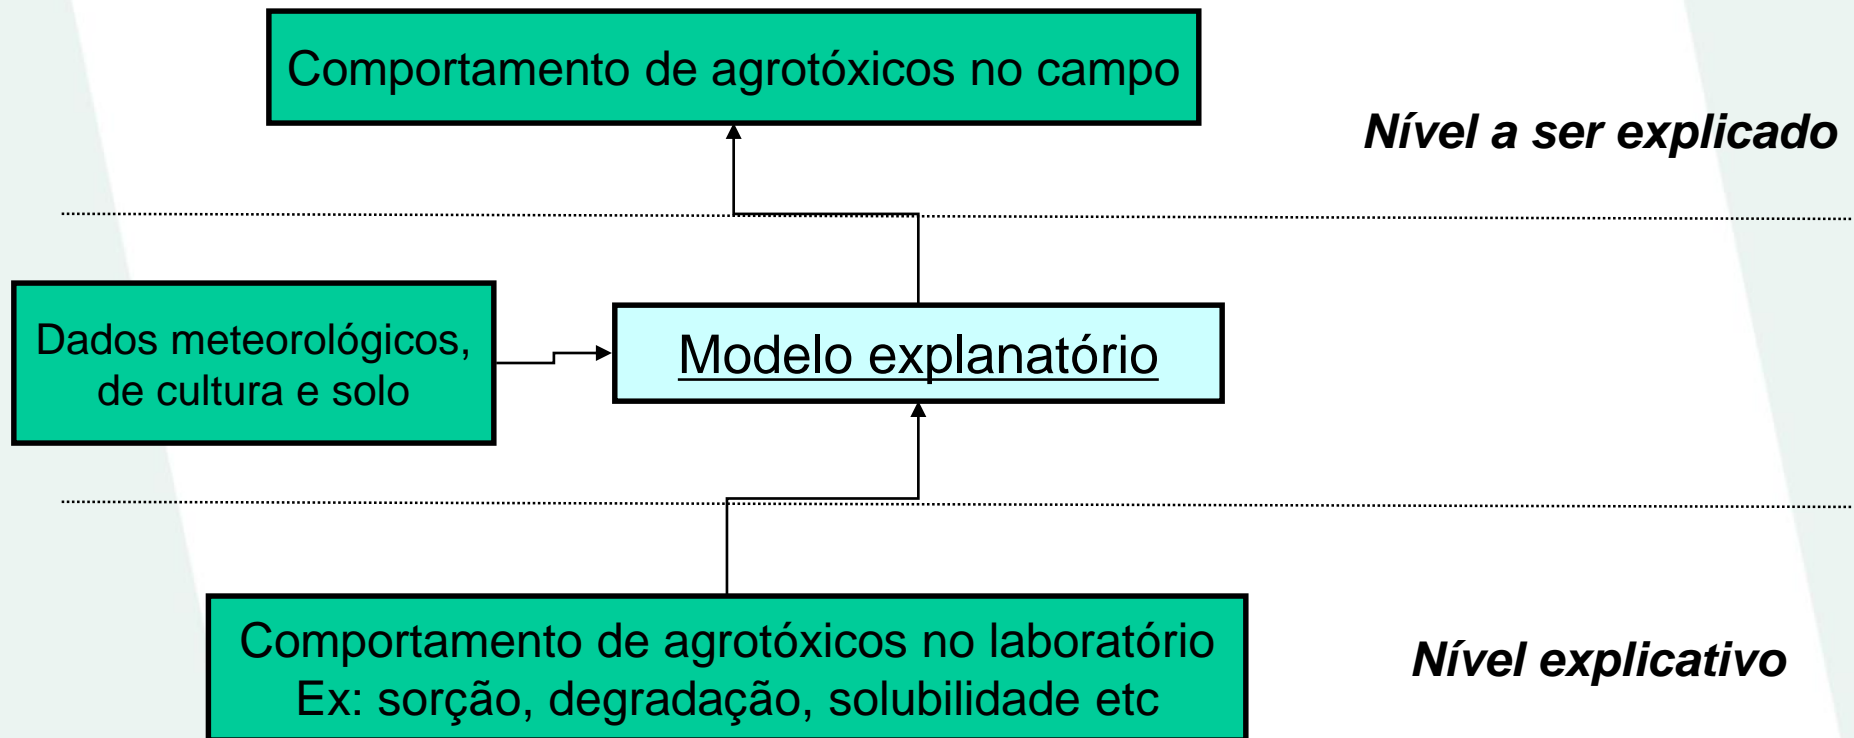 Comportamento de agrotóxicos no campo
Nível a ser explicado
Dados meteorológicos,
de cultura e solo
Modelo explanatório
Comportamento de agrotóxicos no laboratório
Ex: sorção, degradação, solubilidade etc
Nível explicativo